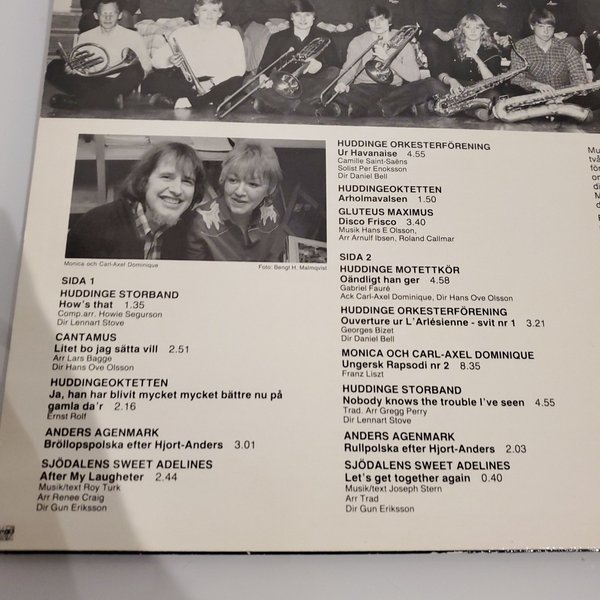 Monica och Carl-Axel Dominique
Foto: Bengt.H. Malmqvist
SIDA 1
HUDDINGE STORBAND
How's that 1.35
Comp.arr. Howie Segurson
Dir Lennart Stove
CANTAMUS
Litet bo jag sätta vill 2.51
Arr Lars Bagge
Dir Hans Ove Olsson
HUDDINGEOKTETTEN
Ja, han har blivit mycket mycket bättre nu på
gamla da'r 2.16
Ernst Rolf
ANDERS AGENMARK
Bröllopspolska efter Hjort-Anders 3.01
SJÖDALENS SWEET ADELINES
After My Laugheter 2.44
Musik/text Roy Turk
Arr Renee Craig
Dir Gun Eriksson
HUDDINGE ORKESTERFÖRENING
Ur Havanaise 4.55
Camille Saint-Saëns
Solist Per Enoksson
Dir Daniel Bell
HUDDINGEOKTETTEN
Arholmavalsen 1.50
GLUTEUS MAXIMUS
Disco Frisco 3.40
Musik Hans E Olsson,
Arr Arnulf Ibsen, Roland Callmar
SIDA 2
HUDDINGE MOTETTKÖR
Oändligt han ger 4.58
Gabriel Fauré
Ack Carl-Axel Dominique, Dir Hans Ove Olsson
HUDDINGE ORKESTERFÖRENING
Ouverture ur L'Arlésienne - svit nr 1 3.21
Georges Bizet
Dir Daniel Bell
MONICA OCH CARL-AXEL DOMINIQUE
Ungersk Rapsodi nr 2 8.35
Franz Liszt
HUDDINGE STORBAND
Nobody knows the trouble I've seen 4.55
Trad. Arr Gregg Perry
Dir Lennart Stove
ANDERS AGENMARK
Rullpolska efter Hjort-Anders 2.03
SJÖDALENS SWEET ADELINES
Let's get together again 0.40
Musik/text Joseph Stern
Arr Trad
Dir Gun Eriksson